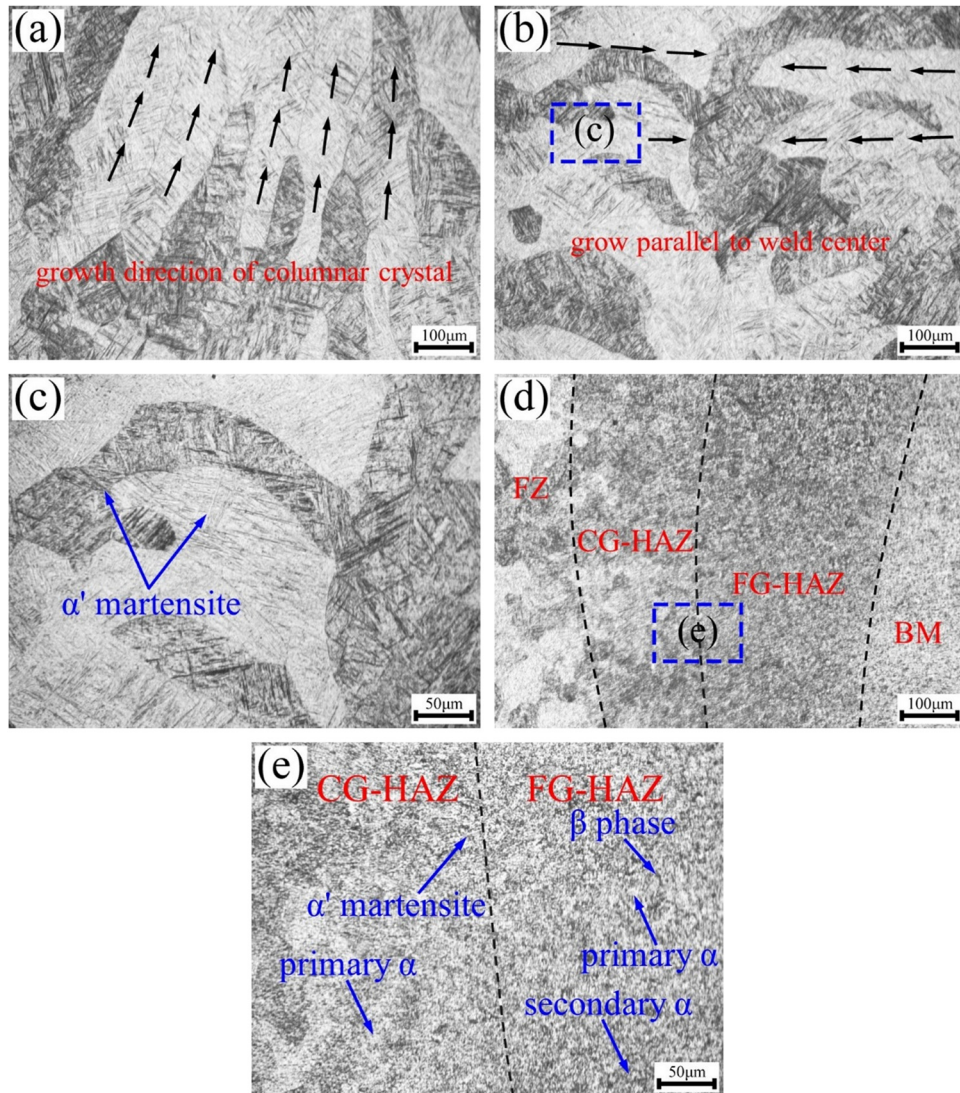 (a)
growth direction of columnar crystal
100μm
(b)
(c)
grow parallel to weld center
100μm
(c)
α' martensite
50μm
(d)
FZ
CG-HAZ
FG-HAZ
(e)
BM
100μm
(e)
CG-HAZ
FG-HAZ
β phase
α' martensite
primary α
primary α
secondary α
50μm